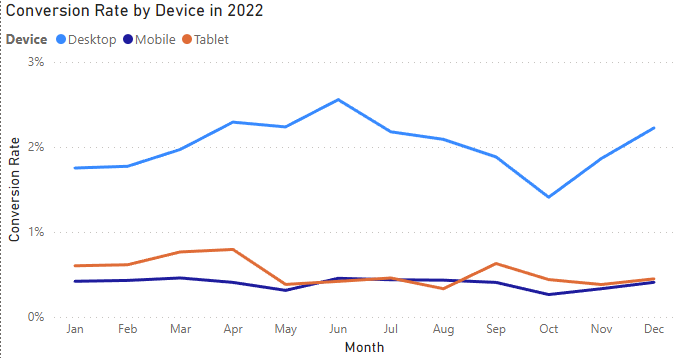 Conversion Rate by Device in 2022
Device Desktop Mobile Tablet
3%
2%
1%
0%
Conversion Rate
Jan Feb Mar Apr May Jun Jul Aug Sep Oct Nov Dec
Month